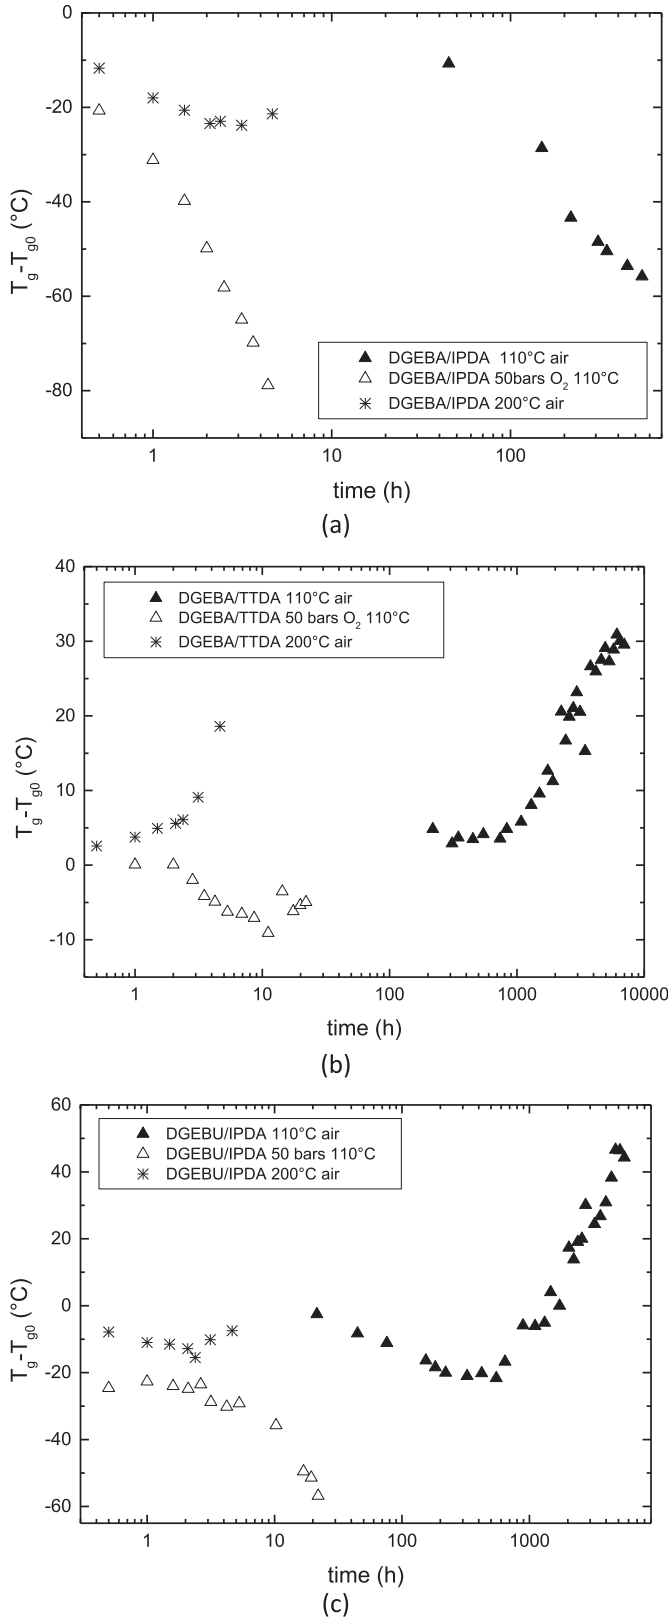 0
-20
-40
-60
-80
T_g-T_g0 (°C)
DGEBA/IPDA 110°C air
DGEBA/IPDA 50bars O_2 110°C
DGEBA/IPDA 200°C air
1 10 100
time (h)
(a)
40
30
20
10
0
-10
T_g-T_g0 (°C)
DGEBA/TTDA 110°C air
DGEBA/TTDA 50 bars O_2 110°C
DGEBA/TTDA 200°C air
1 10 100 1000 10000
time (h)
(b)
60
40
20
0
-20
-40
-60
T_g-T_g0 (°C)
DGEBU/IPDA 110°C air
DGEBU/IPDA 50 bars 110°C
DGEBU/IPDA 200°C air
1 10 100 1000
time (h)
(c)